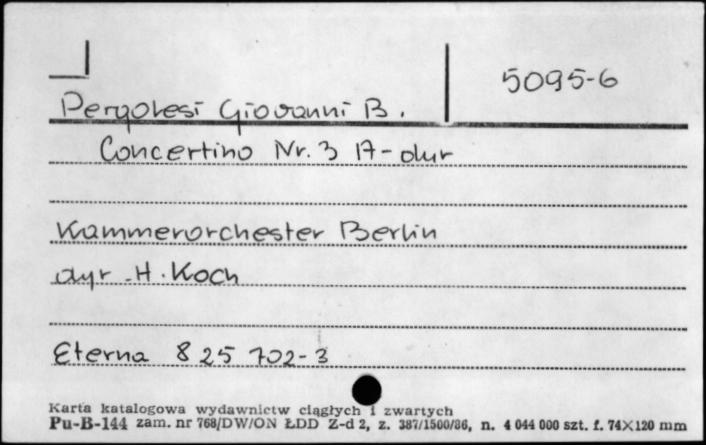 5095-6
Pergolesi Giovanni B.
Concertino Nr. 3 A-dur
Kammerorchester Berlin
dyr. H. Koch
Eterna 8 25 702-3
Karta katalogowa wydawnictw ciągłych i zwartych
Pu-B-144 zam. nr 768/DW/ON ŁDD Z-d 2, z. 387/1500/86, n. 4 044 000 szt. f. 74×120 mm